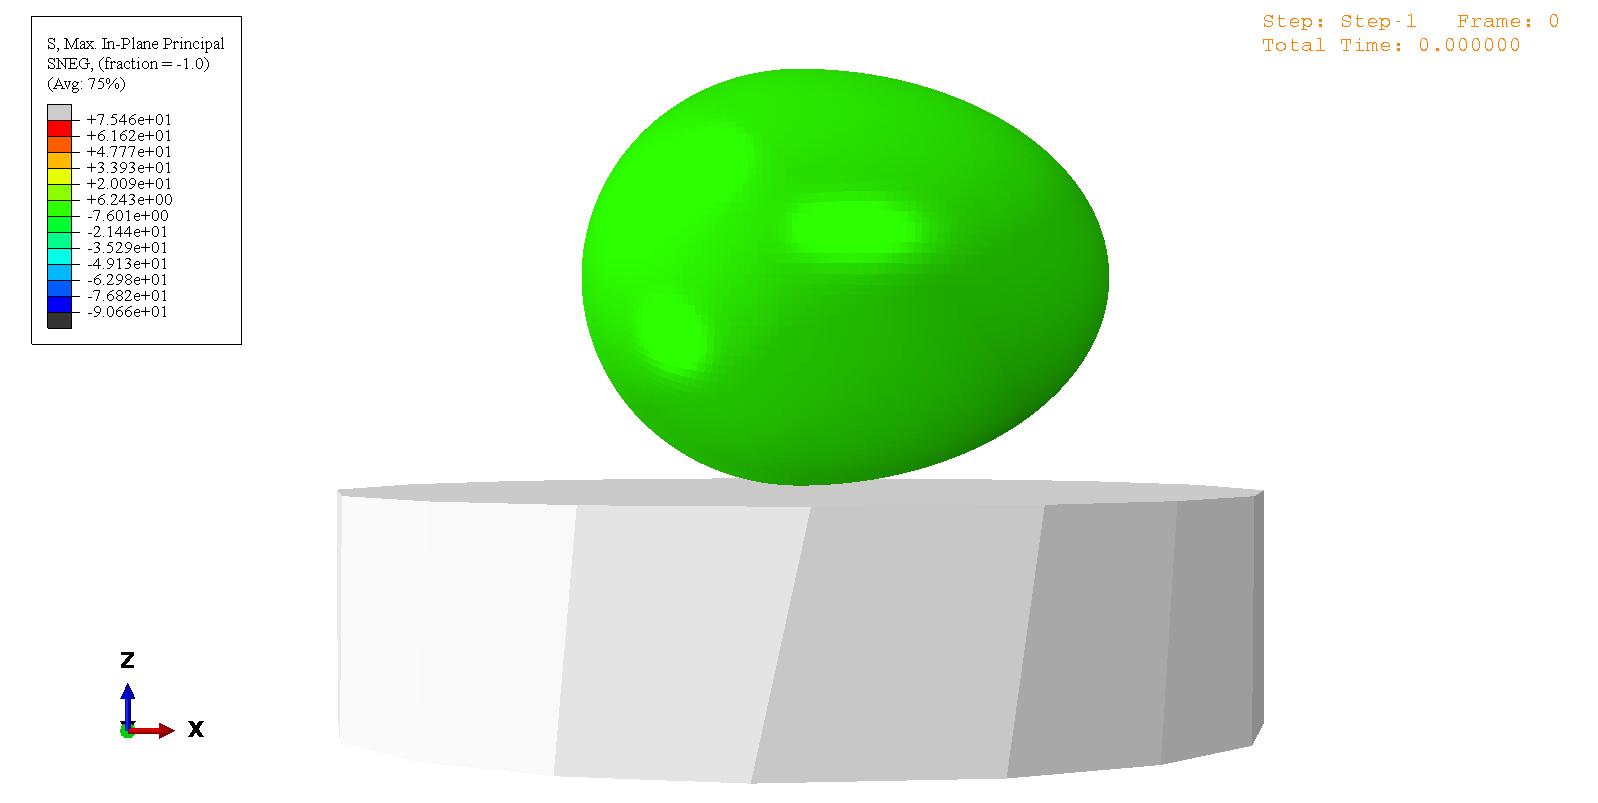 S, Max. In-Plane Principal
SNEG, (fraction = -1.0)
(Avg: 75%)
+7.546e+01
+6.162e+01
+4.777e+01
+3.393e+01
+2.009e+01
+6.243e+00
-7.601e+00
-2.144e+01
-3.529e+01
-4.913e+01
-6.298e+01
-7.682e+01
-9.066e+01
Step: Step-1 Frame: 0
Total Time: 0.000000
Z
X